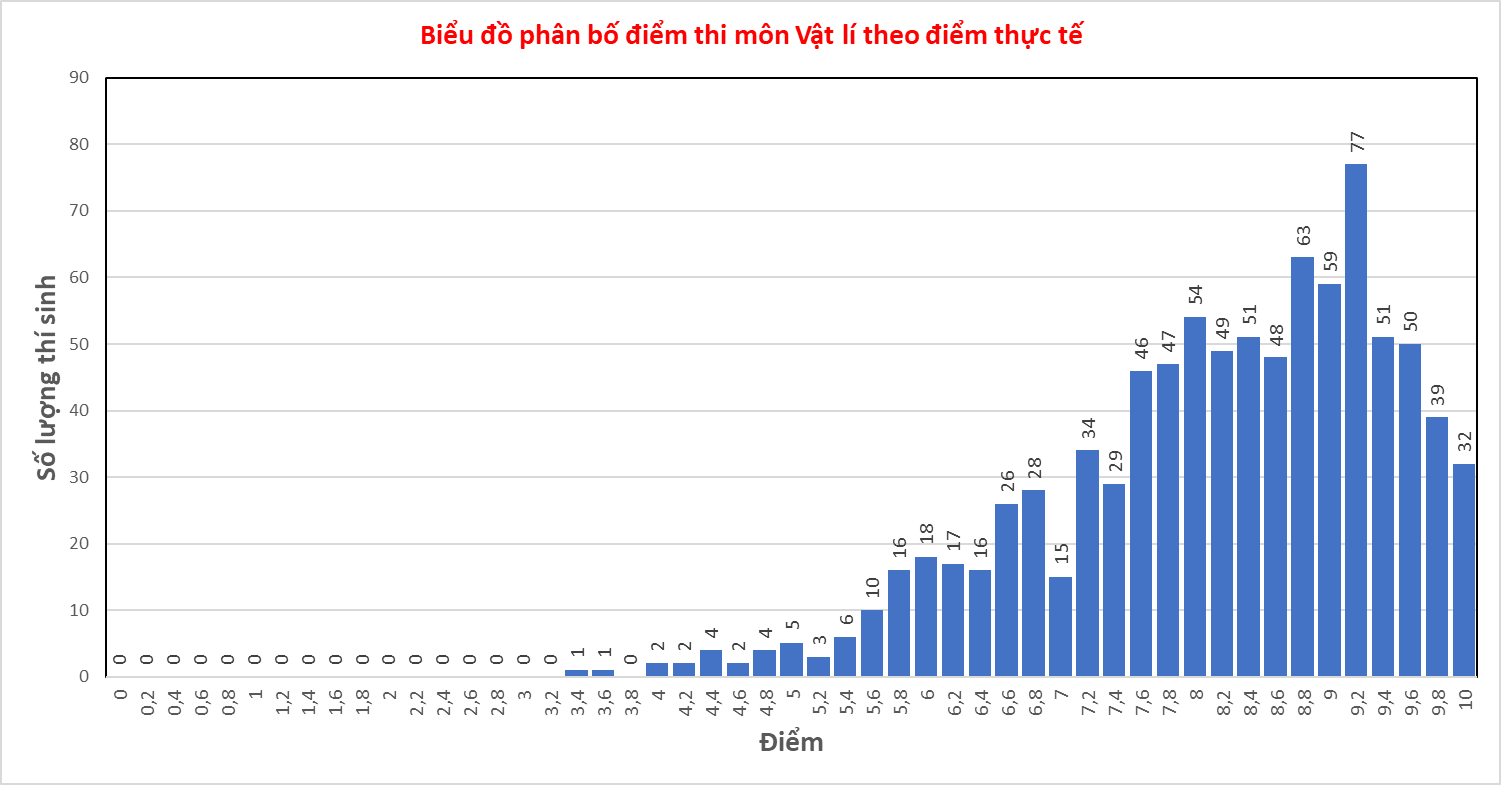 Biểu đồ phân bố điểm thi môn Vật lí theo điểm thực tế
90
80
70
60
50
40
30
20
10
0
Số lượng thí sinh
0 0 0 0 0 0 0 0 0 0 0 0 0 0 0 0 0 1 1 0 2 2 4 2 4 5 3 6 10 16 18 17 16 26 28 15 34 29 46 47 54 49 51 48 63 59 77 51 50 39 32
0 0,2 0,4 0,6 0,8 1 1,2 1,4 1,6 1,8 2 2,2 2,4 2,6 2,8 3 3,2 3,4 3,6 3,8 4 4,2 4,4 4,6 4,8 5 5,2 5,4 5,6 5,8 6 6,2 6,4 6,6 6,8 7 7,2 7,4 7,6 7,8 8 8,2 8,4 8,6 8,8 9 9,2 9,4 9,6 9,8 10
Điểm